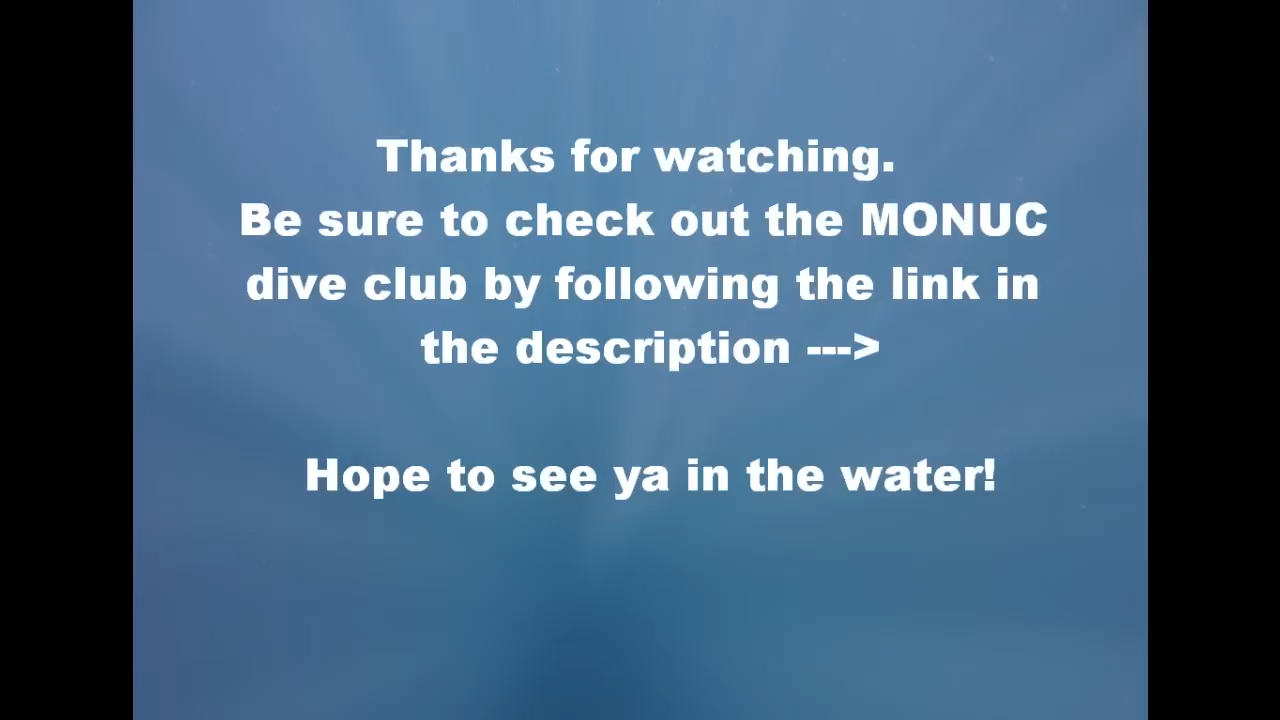 Thanks for watching.
Be sure to check out the MONUC
dive club by following the link in
the description --->
Hope to see ya in the water!